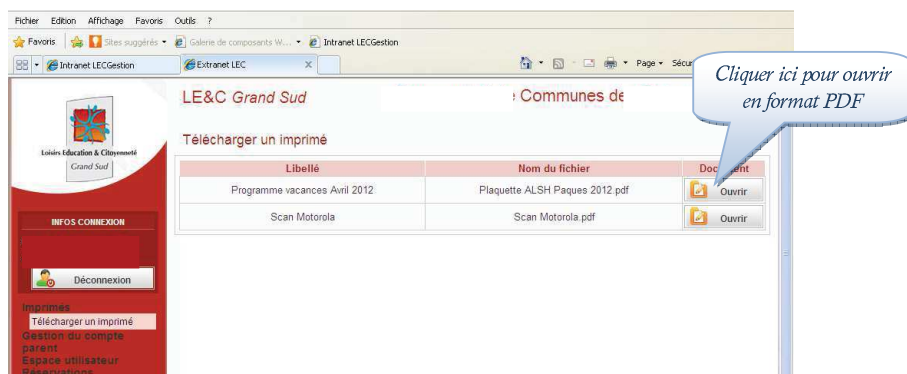 Fichier Edition Affichage Favoris Outils ?
Favoris Sites suggérés Galerie de composants W... Intranet LECGestion
Intranet LECGestion Extranet LEC X Page Sécur
Cliquer ici pour ouvrir
en format PDF
LE&C Grand Sud Communes de
Loisirs Education & Citoyenneté
Grand Sud
Télécharger un imprimé
Libellé Nom du fichier
Programme vacances Avril 2012 Plaquette ALSH Paques 2012.pdf Ouvrir
Scan Motorola Scan Motorola.pdf Ouvrir
INFOS CONNEXION
Déconnexion
Imprimés
Télécharger un imprimé
Gestion du compte
parent
Espace utilisateur
Réservations